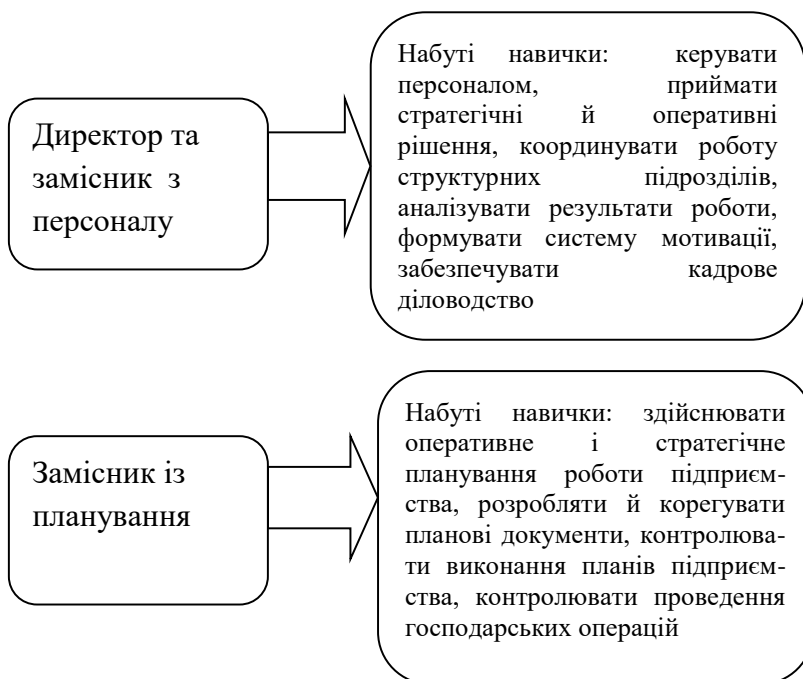 Директор та
замісник з
персоналу
Набуті навички: керувати
персоналом, приймати
стратегічні й оперативні
рішення, координувати роботу
структурних підрозділів,
аналізувати результати роботи,
формувати систему мотивації,
забезпечувати кадрове
діловодство
Замісник із
планування
Набуті навички: здійснювати
оперативне і стратегічне
планування роботи підприєм-
ства, розробляти й корегувати
планові документи, контролюва-
ти виконання планів підприєм-
ства, контролювати проведення
господарських операцій